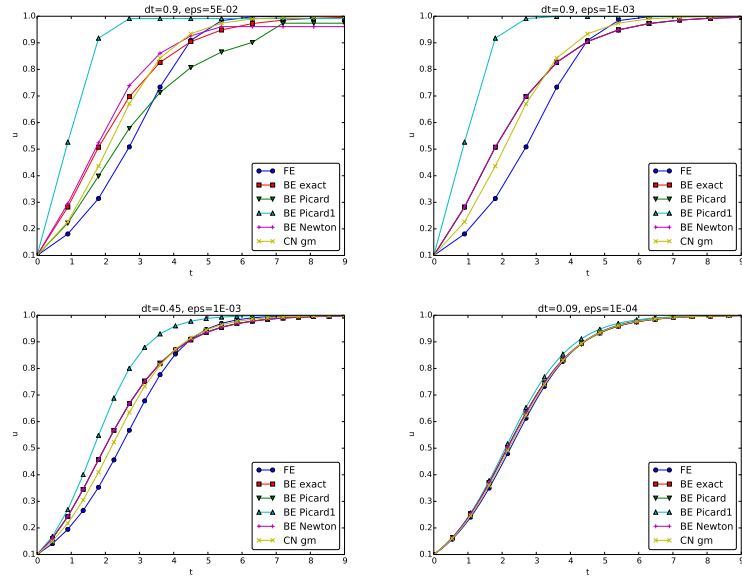 dt=0.9, eps=5E-02
1.0
0.9
0.8
0.7
0.6
0.5
0.4
0.3
0.2
0.1
u
0 1 2 3 4 5 6 7 8 9
t
FE
BE exact
BE Picard
BE Picard1
BE Newton
CN gm
dt=0.9, eps=1E-03
1.0
0.9
0.8
0.7
0.6
0.5
0.4
0.3
0.2
0.1
u
0 1 2 3 4 5 6 7 8 9
t
FE
BE exact
BE Picard
BE Picard1
BE Newton
CN gm
dt=0.45, eps=1E-03
1.0
0.9
0.8
0.7
0.6
0.5
0.4
0.3
0.2
0.1
u
0 1 2 3 4 5 6 7 8 9
t
FE
BE exact
BE Picard
BE Picard1
BE Newton
CN gm
dt=0.09, eps=1E-04
1.0
0.9
0.8
0.7
0.6
0.5
0.4
0.3
0.2
0.1
u
0 1 2 3 4 5 6 7 8 9
t
FE
BE exact
BE Picard
BE Picard1
BE Newton
CN gm